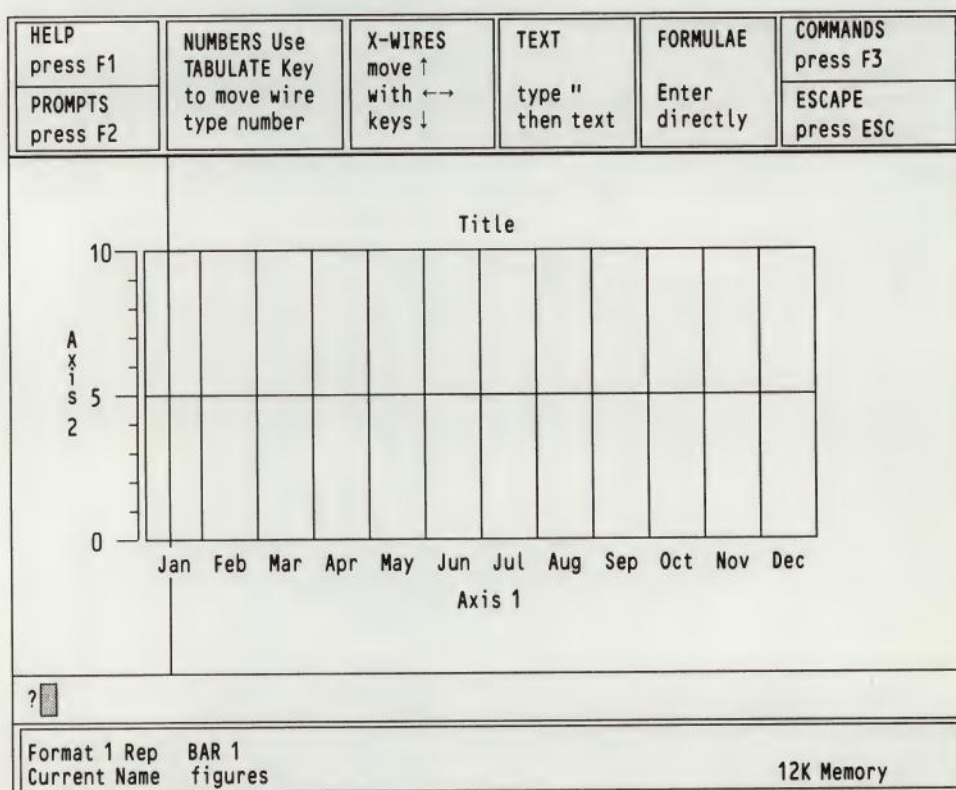 HELP
press F1
PROMPTS
press F2
NUMBERS Use
TABULATE Key
to move wire
type number
X-WIRES
move ↑
with ←→
keys ↓
TEXT
type "
then text
FORMULAE
Enter
directly
COMMANDS
press F3
ESCAPE
press ESC
Title
10
5
0
Axis 2
Jan Feb Mar Apr May Jun Jul Aug Sep Oct Nov Dec
Axis 1
?
Format 1 Rep BAR 1
Current Name figures
12K Memory